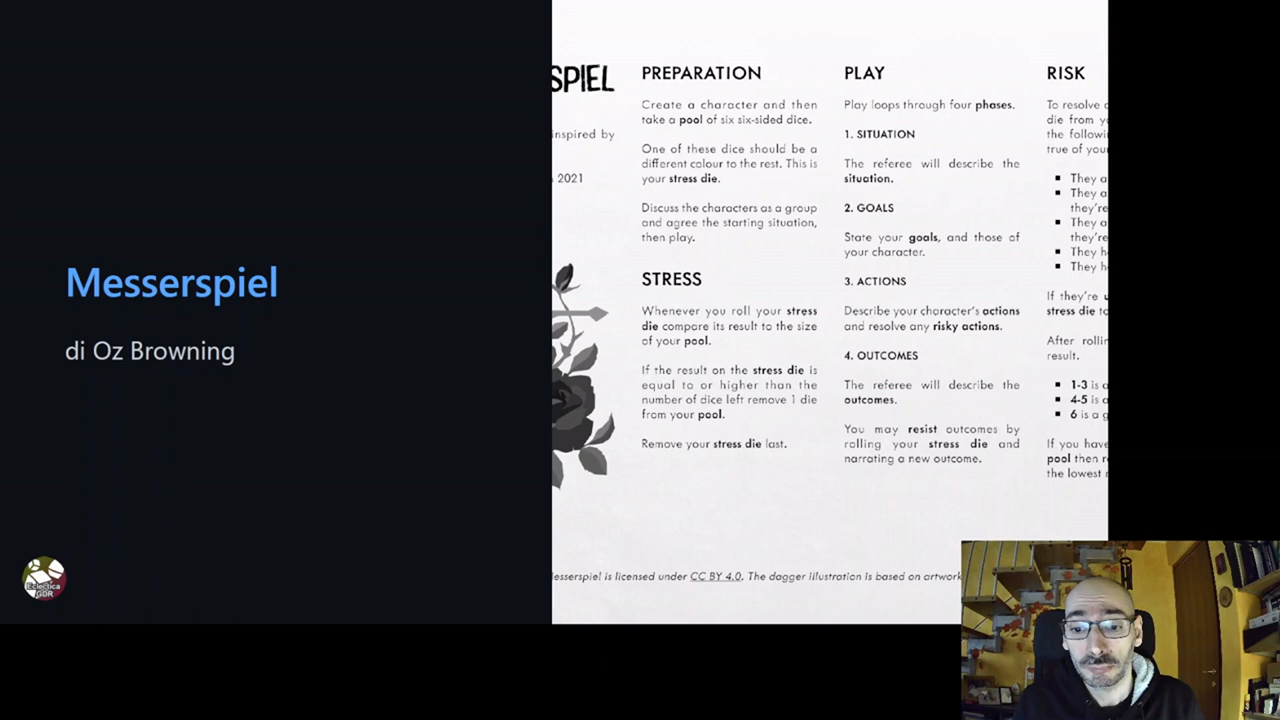 Messerspiel
di Oz Browning
Eclectica
GDR
SPIEL
inspired by
2021
PREPARATION
Create a character and then
take a pool of six six-sided dice.
One of these dice should be a
different colour to the rest. This is
your stress die.
Discuss the characters as a group
and agree the starting situation,
then play.
STRESS
Whenever you roll your stress
die compare its result to the size
of your pool.
If the result on the stress die is
equal to or higher than the
number of dice left remove 1 die
from your pool.
Remove your stress die last.
PLAY
Play loops through four phases.
1. SITUATION
The referee will describe the
situation.
2. GOALS
State your goals, and those of
your character.
3. ACTIONS
Describe your character's actions
and resolve any risky actions.
4. OUTCOMES
The referee will describe the
outcomes.
You may resist outcomes by
rolling your stress die and
narrating a new outcome.
RISK
To resolve
die from
the following
true of your
They
They
they're
They
they're
They
They
If they're
stress die
After
result.
1-3 is
4-5 is
6 is a
If you have
pool then
the lowest
esserspiel is licensed under CC BY 4.0. The dagger illustration is based on artwork